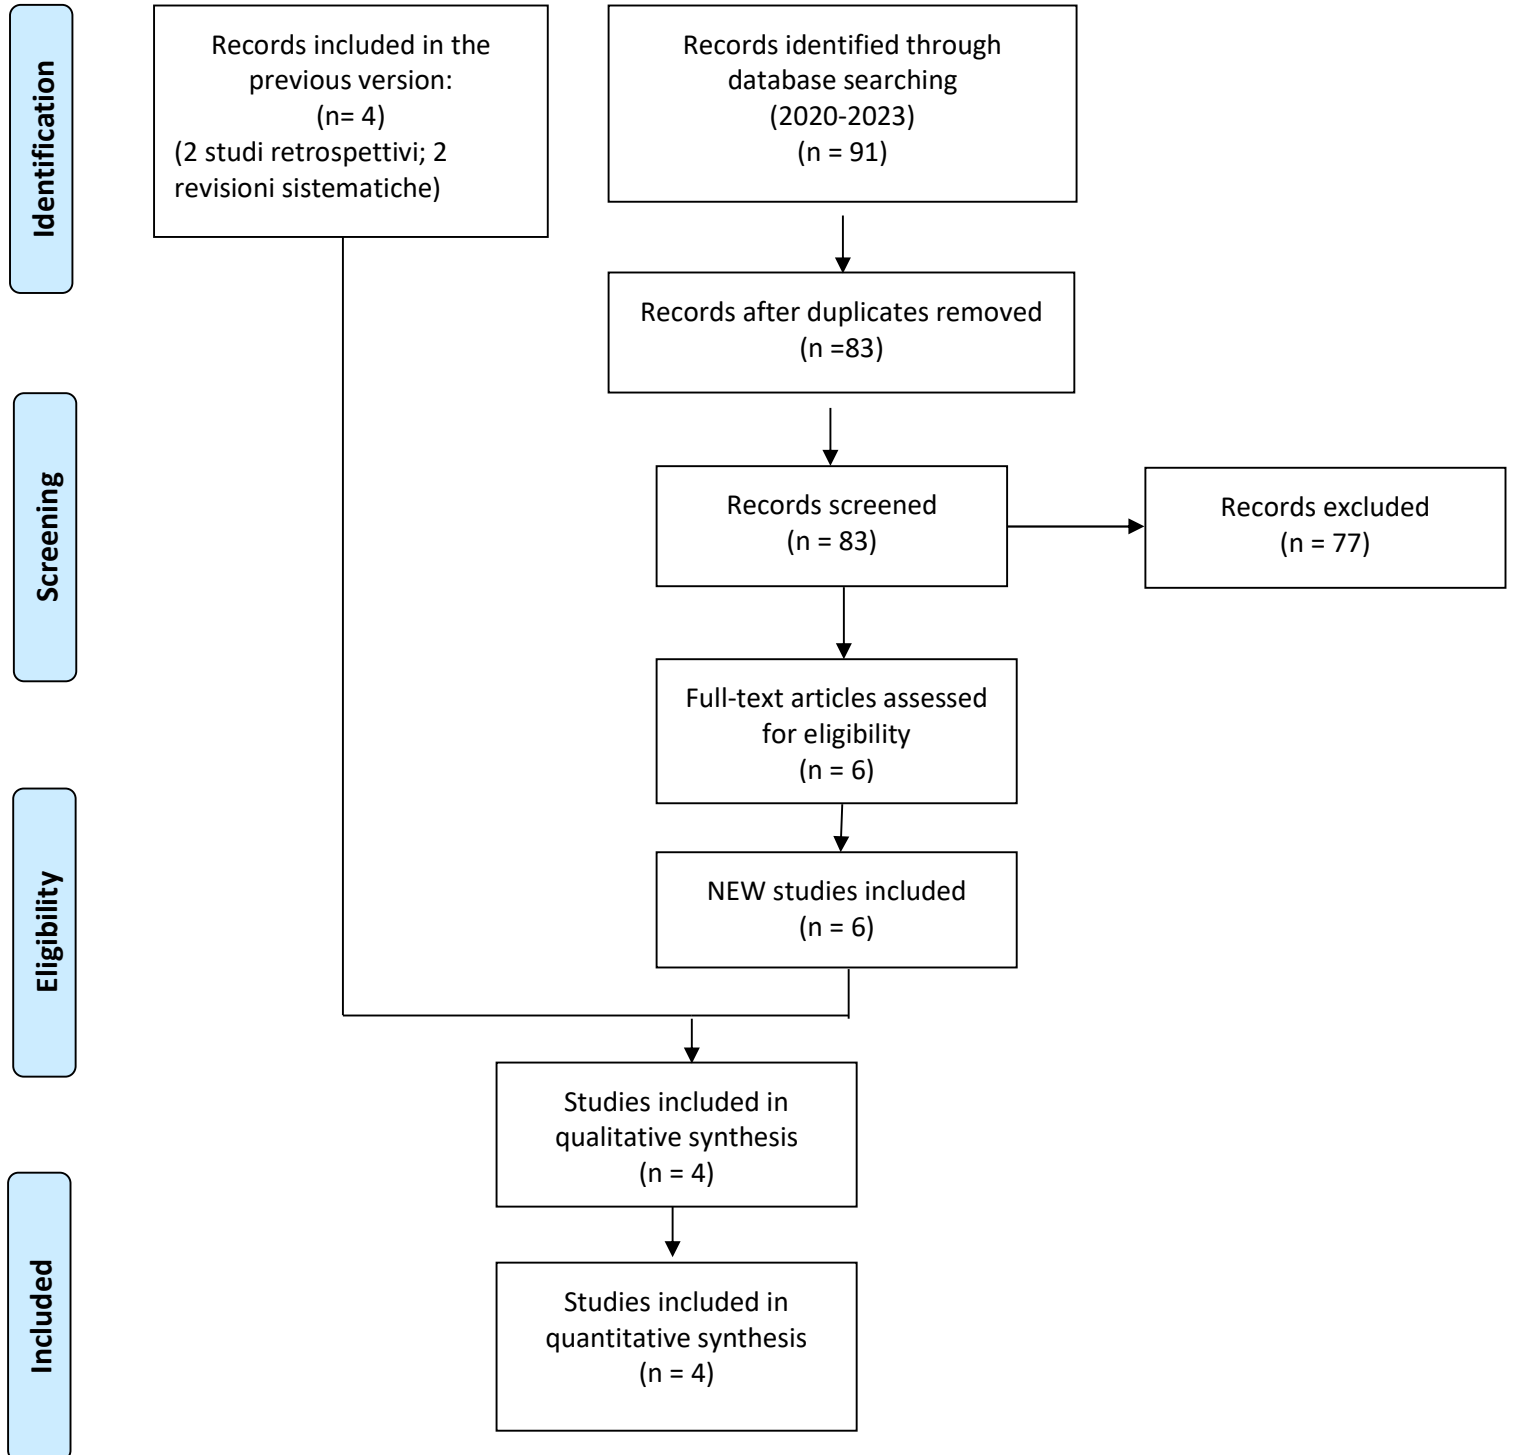 Identification
Records included in the
previous version:
(n= 4)
(2 studi retrospettivi; 2
revisioni sistematiche)
Records identified through
database searching
(2020-2023)
(n = 91)
Records after duplicates removed
(n =83)
Screening
Records screened
(n = 83)
Records excluded
(n = 77)
Full-text articles assessed
for eligibility
(n = 6)
Eligibility
NEW studies included
(n = 6)
Studies included in
qualitative synthesis
(n = 4)
Included
Studies included in
quantitative synthesis
(n = 4)